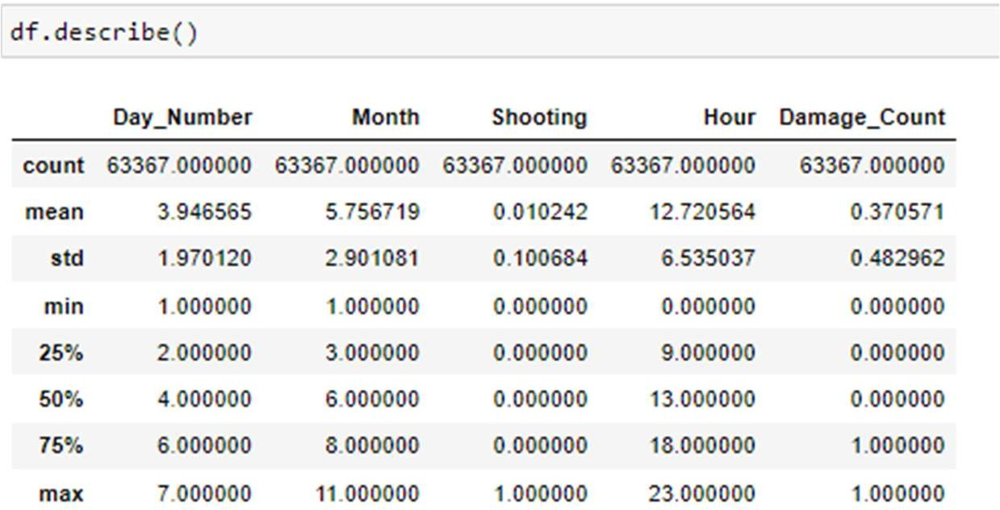 df.describe()
Day_Number Month Shooting Hour Damage_Count
count 63367.000000 63367.000000 63367.000000 63367.000000 63367.000000
mean 3.946565 5.756719 0.010242 12.720564 0.370571
std 1.970120 2.901081 0.100684 6.535037 0.482962
min 1.000000 1.000000 0.000000 0.000000 0.000000
25% 2.000000 3.000000 0.000000 9.000000 0.000000
50% 4.000000 6.000000 0.000000 13.000000 0.000000
75% 6.000000 8.000000 0.000000 18.000000 1.000000
max 7.000000 11.000000 1.000000 23.000000 1.000000